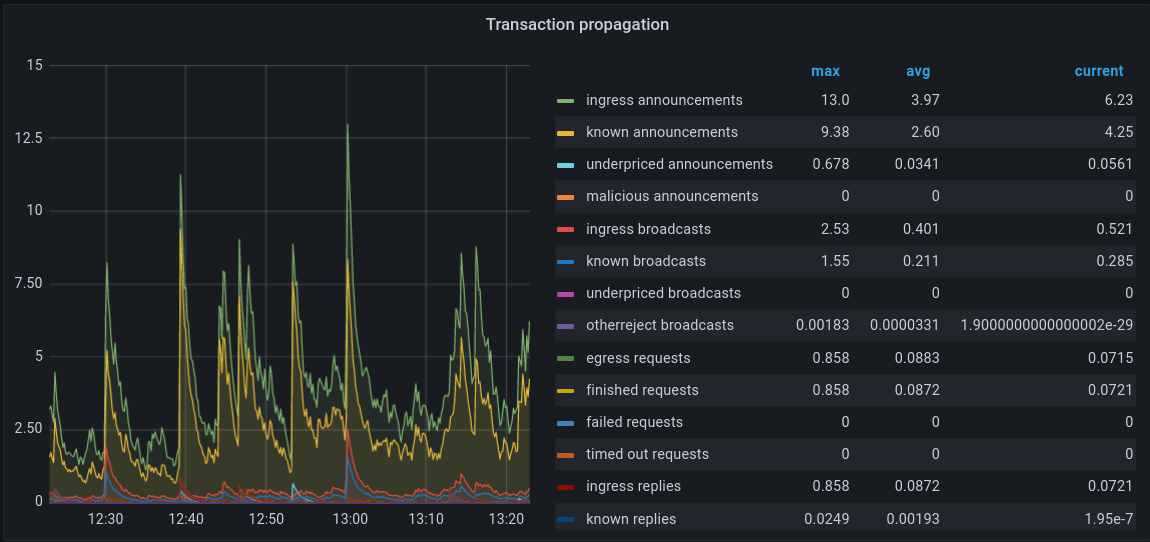 Transaction propagation
15
12.5
10
7.50
5
2.50
0
12:30 12:40 12:50 13:00 13:10 13:20
max avg current
ingress announcements 13.0 3.97 6.23
known announcements 9.38 2.60 4.25
underpriced announcements 0.678 0.0341 0.0561
malicious announcements 0 0 0
ingress broadcasts 2.53 0.401 0.521
known broadcasts 1.55 0.211 0.285
underpriced broadcasts 0 0 0
otherreject broadcasts 0.00183 0.0000331 1.9000000000000002e-29
egress requests 0.858 0.0883 0.0715
finished requests 0.858 0.0872 0.0721
failed requests 0 0 0
timed out requests 0 0 0
ingress replies 0.858 0.0872 0.0721
known replies 0.0249 0.00193 1.95e-7